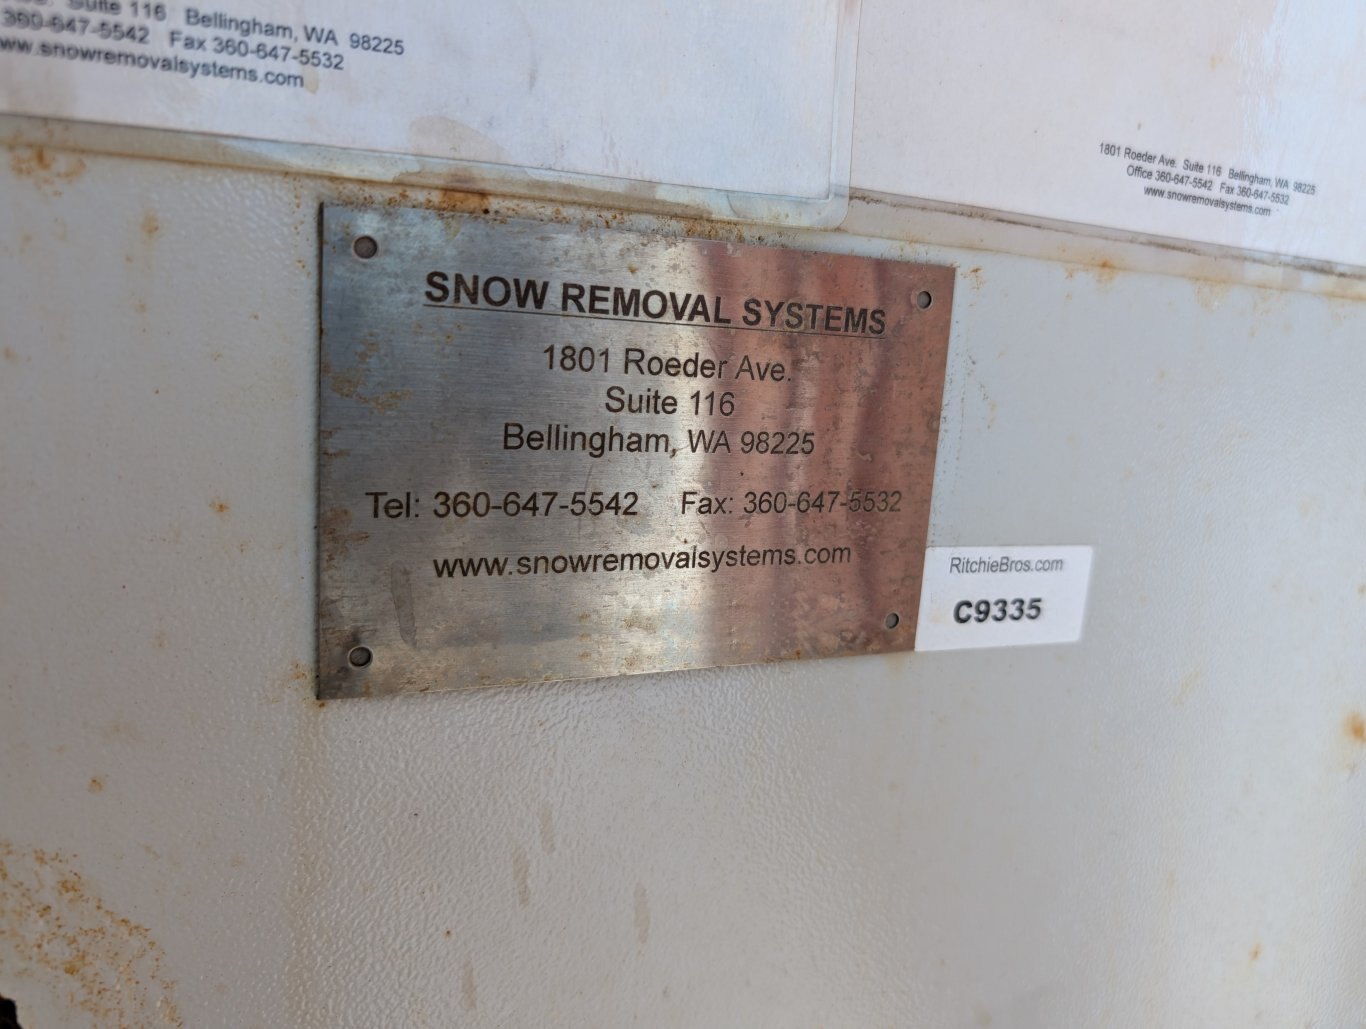 Suite 116 Bellingham, WA 98225
360-647-5542 Fax 360-647-5532
www.snowremovalsystems.com
1801 Roeder Ave. Suite 116 Bellingham, WA 98225
Office 360-647-5542 Fax 360-647-5532
www.snowremovalsystems.com
SNOW REMOVAL SYSTEMS
1801 Roeder Ave.
Suite 116
Bellingham, WA 98225
Tel: 360-647-5542 Fax: 360-647-5532
www.snowremovalsystems.com
RitchieBros.com
C9335